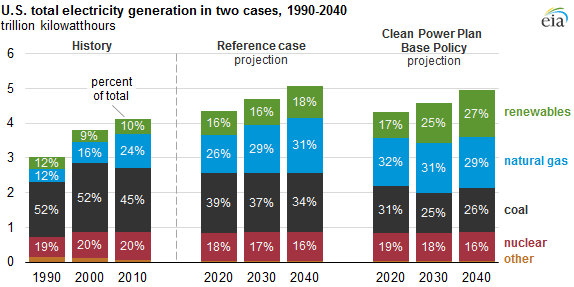 U.S. total electricity generation in two cases, 1990-2040
trillion kilowatthours
eia
History
Reference case
projection
Clean Power Plan
Base Policy
projection
percent
of total
6
5
4
3
2
1
0
12% 9% 10% 16% 16% 18% 17% 25% 27% renewables
12% 16% 24% 26% 29% 31% 32% 31% 29% natural gas
52% 52% 45% 39% 37% 34% 31% 25% 26% coal
19% 20% 20% 18% 17% 16% 19% 18% 16% nuclear
other
1990 2000 2010 2020 2030 2040 2020 2030 2040